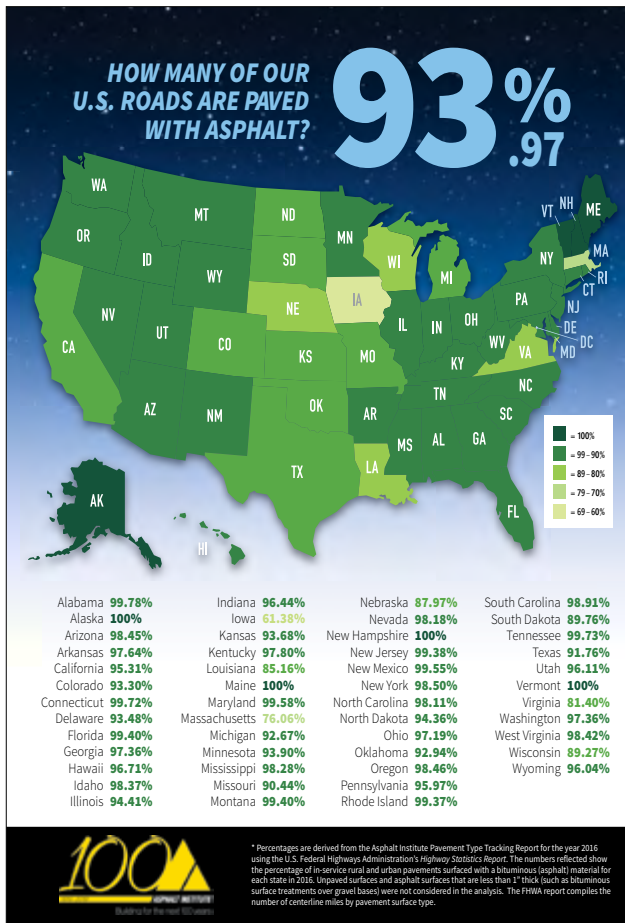 HOW MANY OF OUR
U.S. ROADS ARE PAVED
WITH ASPHALT?
93%
.97
WA
MT
ND
MN
VT
NH
ME
OR
ID
SD
WI
MI
NY
MA
RI
CT
WY
NE
IA
PA
NJ
NV
UT
CO
IL
IN
OH
DE
DC
MD
CA
KS
MO
KY
WV
VA
AZ
NM
OK
AR
TN
NC
SC
TX
LA
MS
AL
GA
FL
AK
HI
= 100%
= 99 – 90%
= 89 – 80%
= 79 – 70%
= 69 – 60%
Alabama 99.78%
Alaska 100%
Arizona 98.45%
Arkansas 97.64%
California 95.31%
Colorado 93.30%
Connecticut 99.72%
Delaware 93.48%
Florida 99.40%
Georgia 97.36%
Hawaii 96.71%
Idaho 98.37%
Illinois 94.41%
Indiana 96.44%
Iowa 61.38%
Kansas 93.68%
Kentucky 97.80%
Louisiana 85.16%
Maine 100%
Maryland 99.58%
Massachusetts 76.06%
Michigan 92.67%
Minnesota 93.90%
Mississippi 98.28%
Missouri 90.44%
Montana 99.40%
Nebraska 87.97%
Nevada 98.18%
New Hampshire 100%
New Jersey 99.38%
New Mexico 99.55%
New York 98.50%
North Carolina 98.11%
North Dakota 94.36%
Ohio 97.19%
Oklahoma 92.94%
Oregon 98.46%
Pennsylvania 95.97%
Rhode Island 99.37%
South Carolina 98.91%
South Dakota 89.76%
Tennessee 99.73%
Texas 91.76%
Utah 96.11%
Vermont 100%
Virginia 81.40%
Washington 97.36%
West Virginia 98.42%
Wisconsin 89.27%
Wyoming 96.04%
100
ASPHALT INSTITUTE
Building for the next 100 years
* Percentages are derived from the Asphalt Institute Pavement Type Tracking Report for the year 2016
using the U.S. Federal Highways Administration's Highway Statistics Report. The numbers reflected show
the percentage of in-service rural and urban pavements surfaced with a bituminous (asphalt) material for
each state in 2016. Unpaved surfaces and asphalt surfaces that are less than 1" thick (such as bituminous
surface treatments over gravel bases) were not considered in the analysis. The FHWA report compiles the
number of centerline miles by pavement surface type.